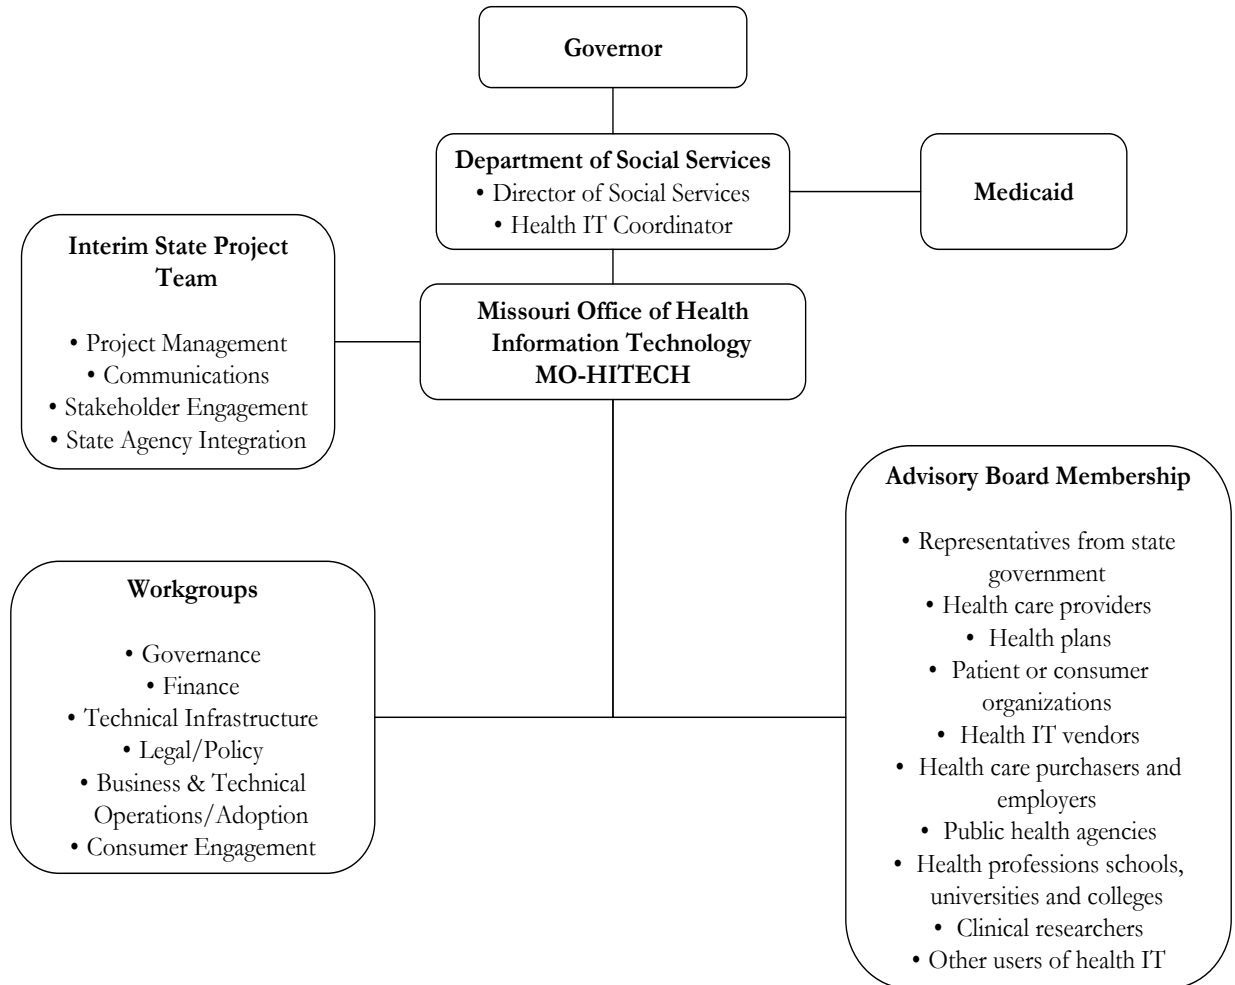 Governor
Department of Social Services
• Director of Social Services
• Health IT Coordinator
Medicaid
Interim State Project
Team
• Project Management
• Communications
• Stakeholder Engagement
• State Agency Integration
Missouri Office of Health
Information Technology
MO-HITECH
Workgroups
• Governance
• Finance
• Technical Infrastructure
• Legal/Policy
• Business & Technical
Operations/Adoption
• Consumer Engagement
Advisory Board Membership
• Representatives from state
government
• Health care providers
• Health plans
• Patient or consumer
organizations
• Health IT vendors
• Health care purchasers and
employers
• Public health agencies
• Health professions schools,
universities and colleges
• Clinical researchers
• Other users of health IT